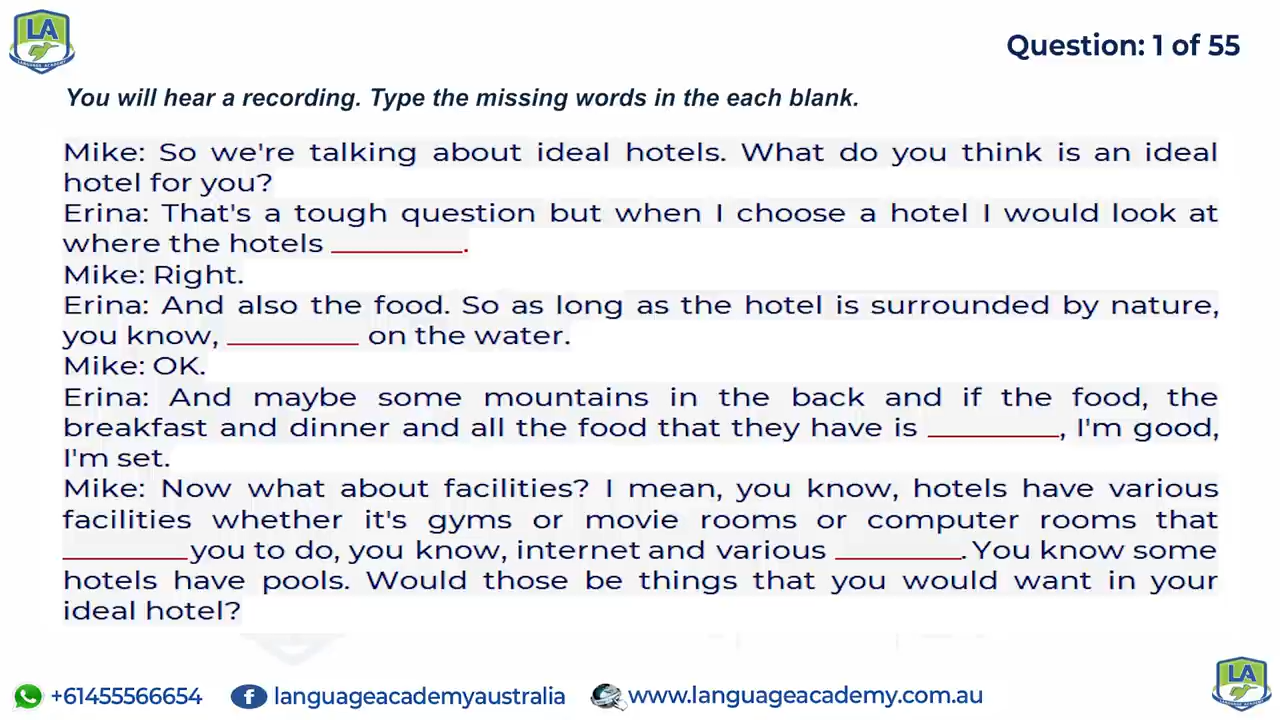 LA
LANGUAGE ACADEMY
Question: 1 of 55
You will hear a recording. Type the missing words in the each blank.
Mike: So we're talking about ideal hotels. What do you think is an ideal
hotel for you?
Erina: That's a tough question but when I choose a hotel I would look at
where the hotels __________.
Mike: Right.
Erina: And also the food. So as long as the hotel is surrounded by nature,
you know, __________ on the water.
Mike: OK.
Erina: And maybe some mountains in the back and if the food, the
breakfast and dinner and all the food that they have is __________, I'm good,
I'm set.
Mike: Now what about facilities? I mean, you know, hotels have various
facilities whether it's gyms or movie rooms or computer rooms that
__________you to do, you know, internet and various __________. You know some
hotels have pools. Would those be things that you would want in your
ideal hotel?
+61455566654
languageacademyaustralia
www.languageacademy.com.au
LA